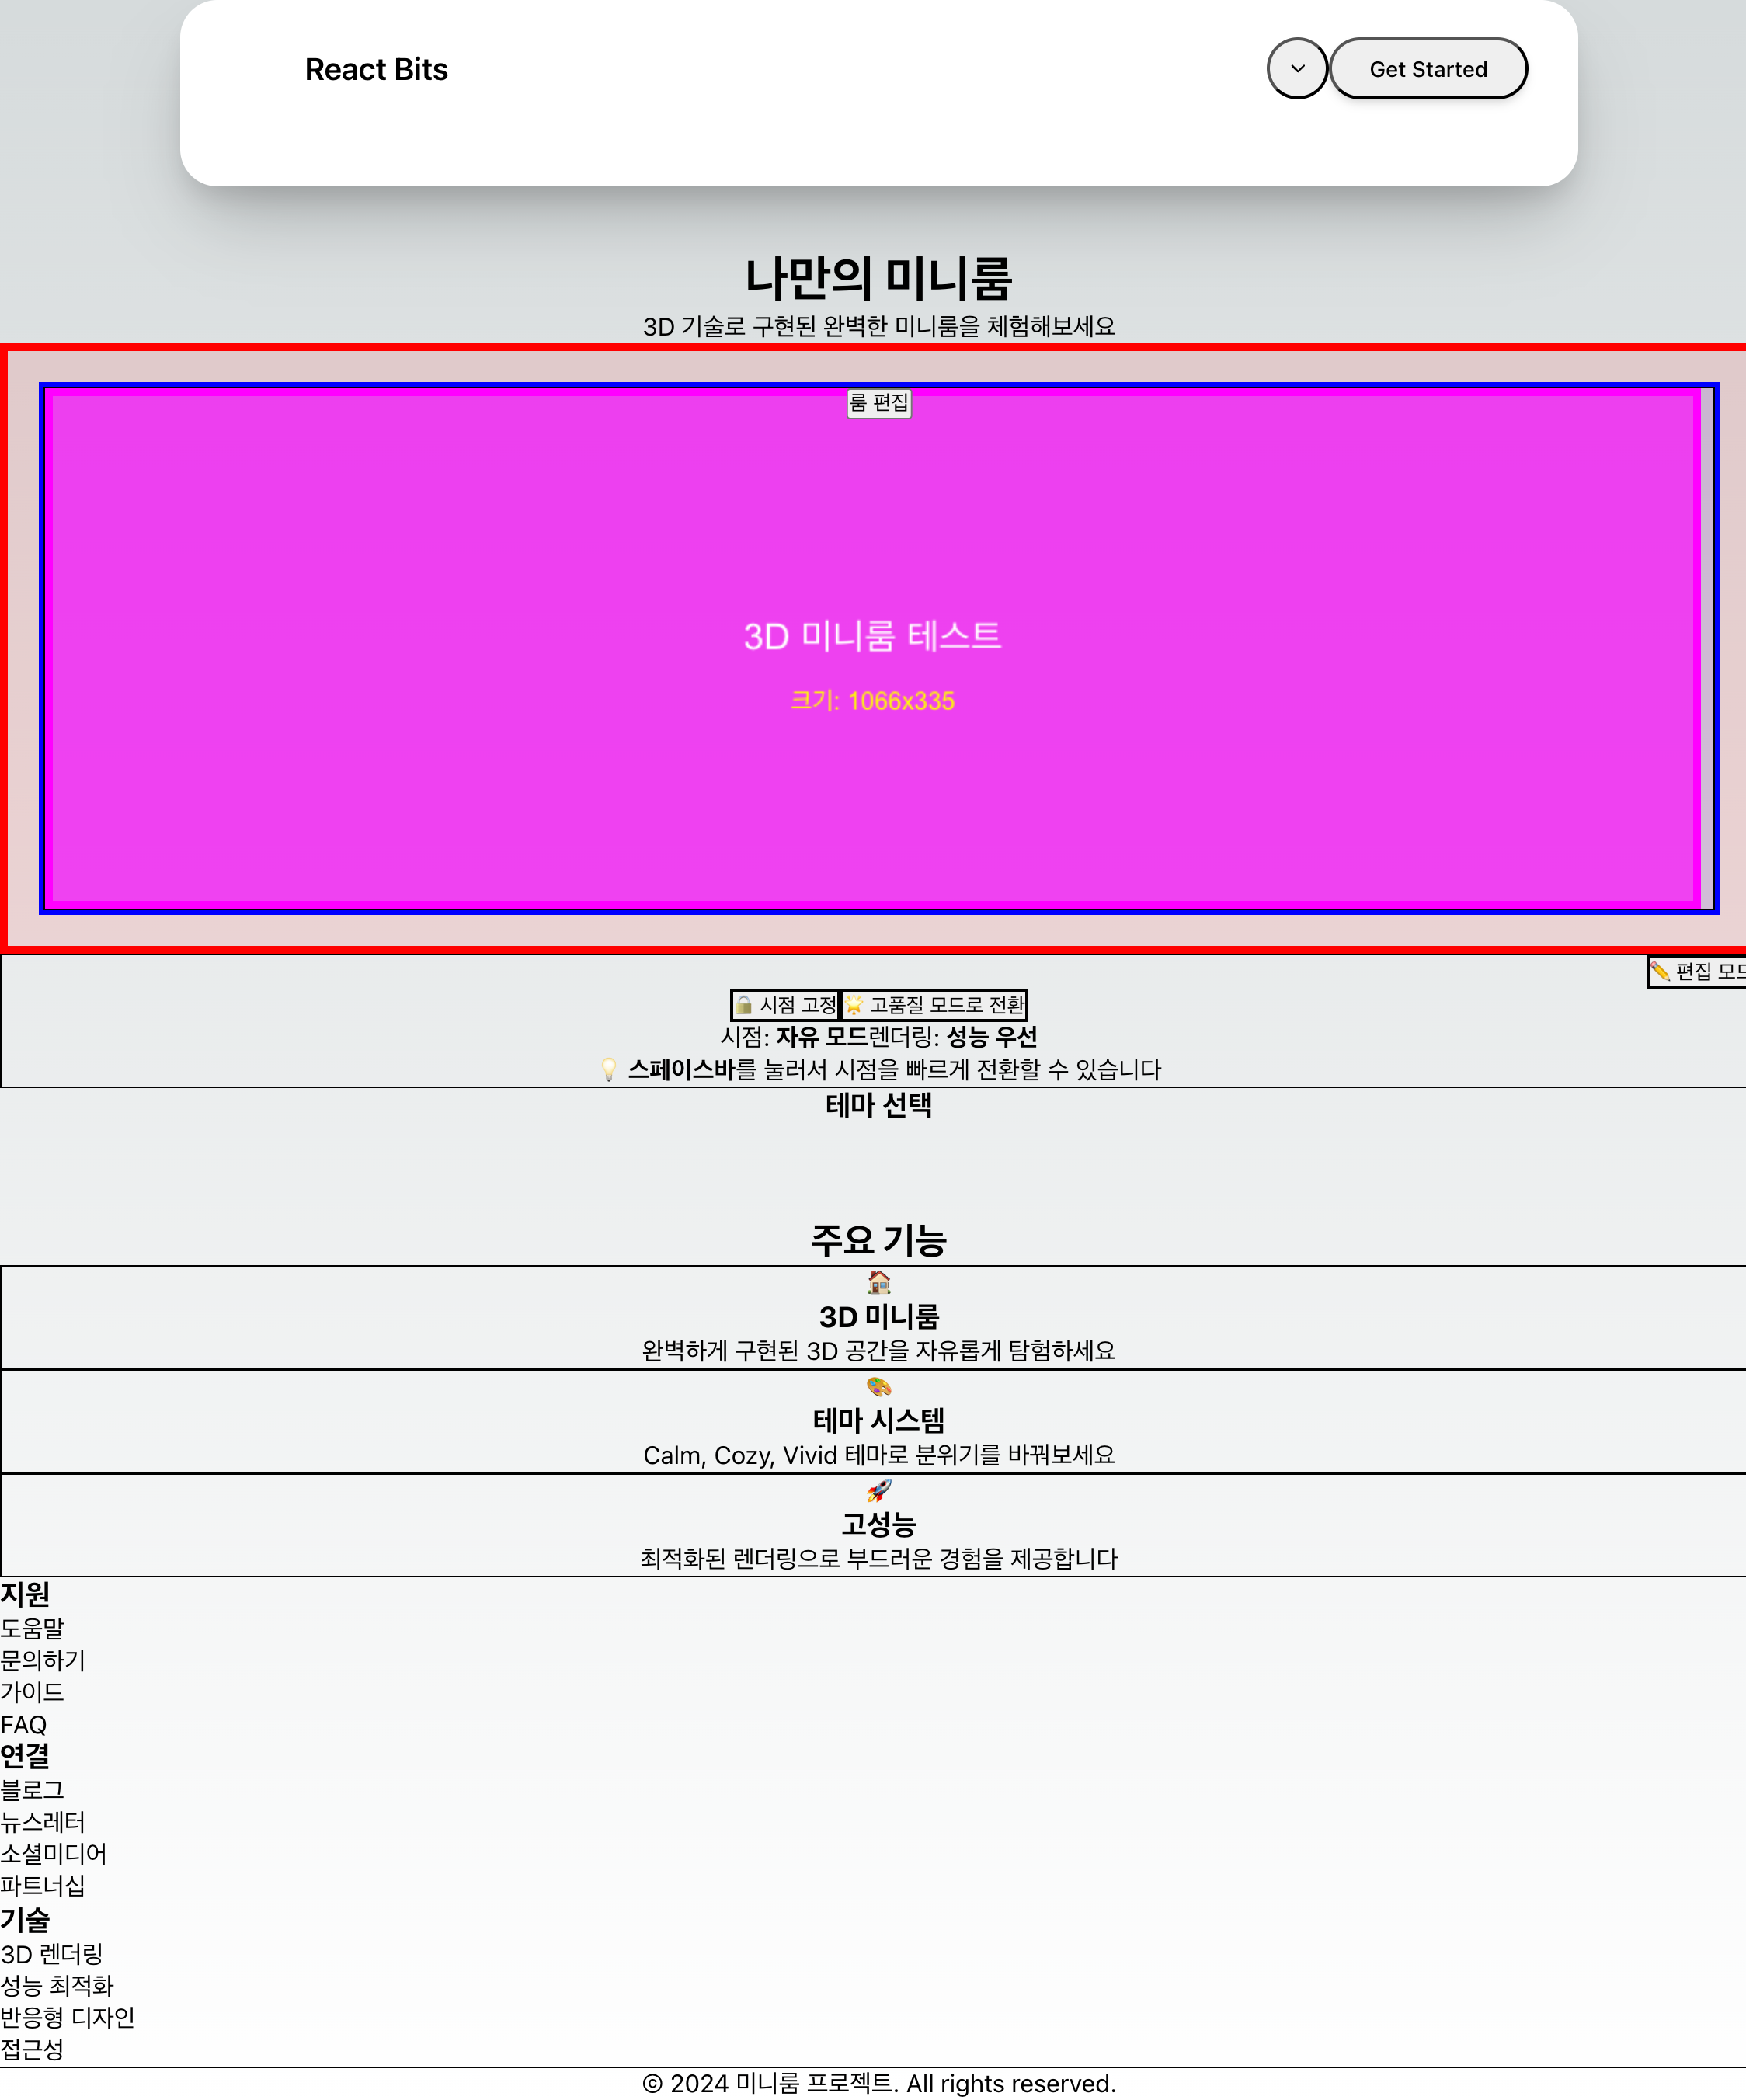 React Bits
Get Started
나만의 미니룸
3D 기술로 구현된 완벽한 미니룸을 체험해보세요
룸 편집
3D 미니룸 테스트
크기: 1066x335
✏️ 편집 모드
🔒 시점 고정 🌟 고품질 모드로 전환
시점: 자유 모드렌더링: 성능 우선
💡 스페이스바를 눌러서 시점을 빠르게 전환할 수 있습니다
테마 선택
주요 기능
🏠
3D 미니룸
완벽하게 구현된 3D 공간을 자유롭게 탐험하세요
🎨
테마 시스템
Calm, Cozy, Vivid 테마로 분위기를 바꿔보세요
🚀
고성능
최적화된 렌더링으로 부드러운 경험을 제공합니다
지원
도움말
문의하기
가이드
FAQ
연결
블로그
뉴스레터
소셜미디어
파트너십
기술
3D 렌더링
성능 최적화
반응형 디자인
접근성
© 2024 미니룸 프로젝트. All rights reserved.